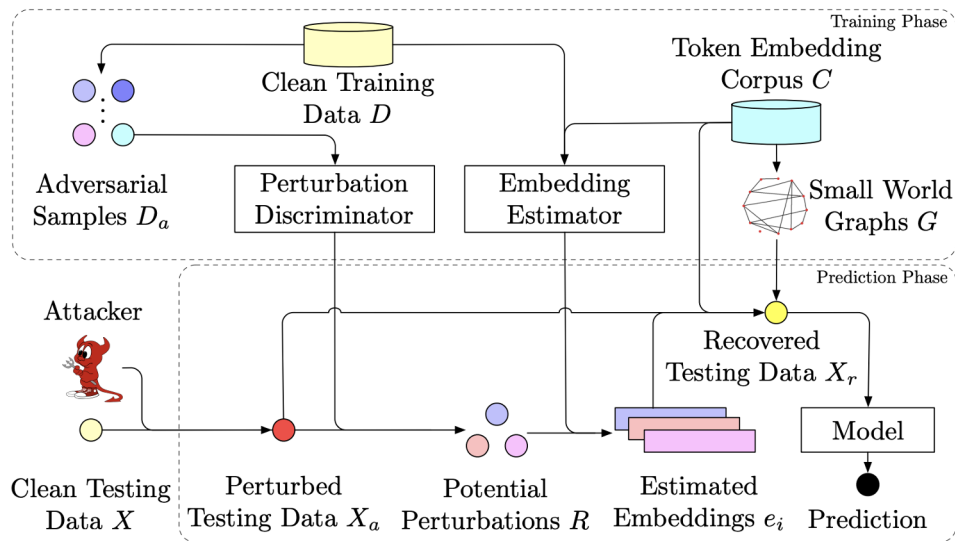 Training Phase
Clean Training
Data D
Token Embedding
Corpus C
Adversarial
Samples Dₐ
Perturbation
Discriminator
Embedding
Estimator
Small World
Graphs G
Prediction Phase
Attacker
Recovered
Testing Data Xᵣ
Model
Clean Testing
Data X
Perturbed
Testing Data Xₐ
Potential
Perturbations R
Estimated
Embeddings eᵢ
Prediction